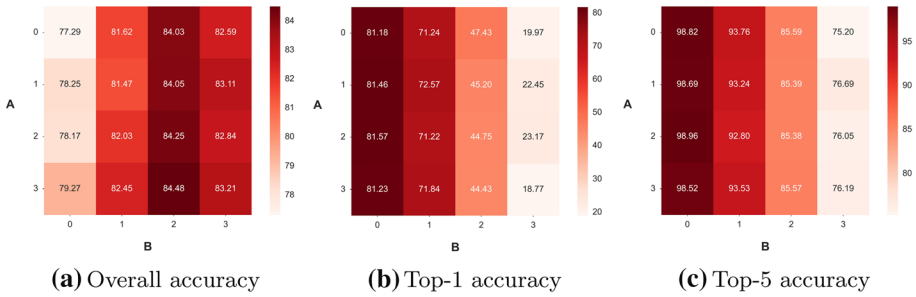 0 77.29 81.62 84.03 82.59
1 78.25 81.47 84.05 83.11
2 78.17 82.03 84.25 82.84
3 79.27 82.45 84.48 83.21
0 1 2 3
A
B
84
83
82
81
80
79
78
(a) Overall accuracy
0 81.18 71.24 47.43 19.97
1 81.46 72.57 45.20 22.45
2 81.57 71.22 44.75 23.17
3 81.23 71.84 44.43 18.77
0 1 2 3
A
B
80
70
60
50
40
30
20
(b) Top-1 accuracy
0 98.82 93.76 85.59 75.20
1 98.69 93.24 85.39 76.69
2 98.96 92.80 85.38 76.05
3 98.52 93.53 85.57 76.19
0 1 2 3
A
B
95
90
85
80
(c) Top-5 accuracy